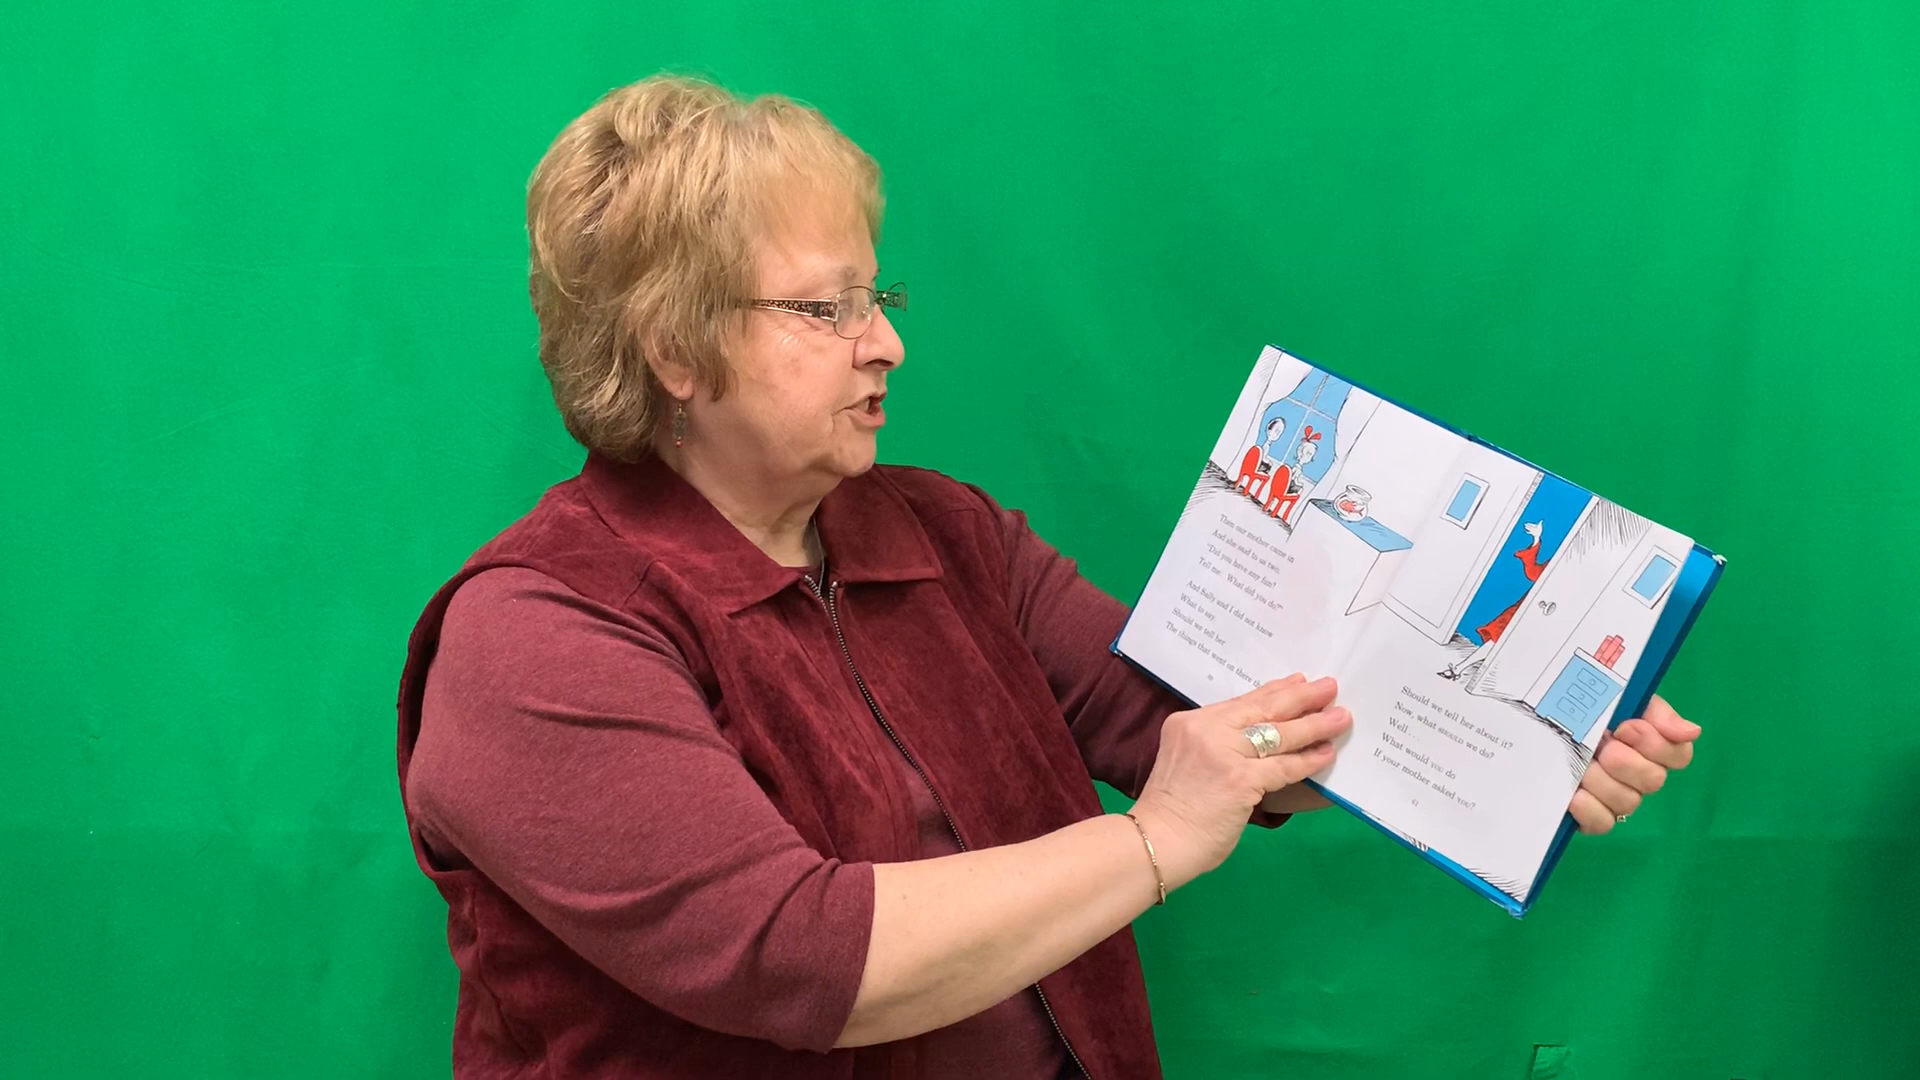 Then our mother came in
And she said to us two,
"Did you have any fun?
Tell me. What did you do?"
And Sally and I did not know
What to say.
Should we tell her
The things that went on there
60
Should we tell her about it?
Now, what SHOULD we do?
Well . . .
What would YOU do
If your mother asked YOU?
61